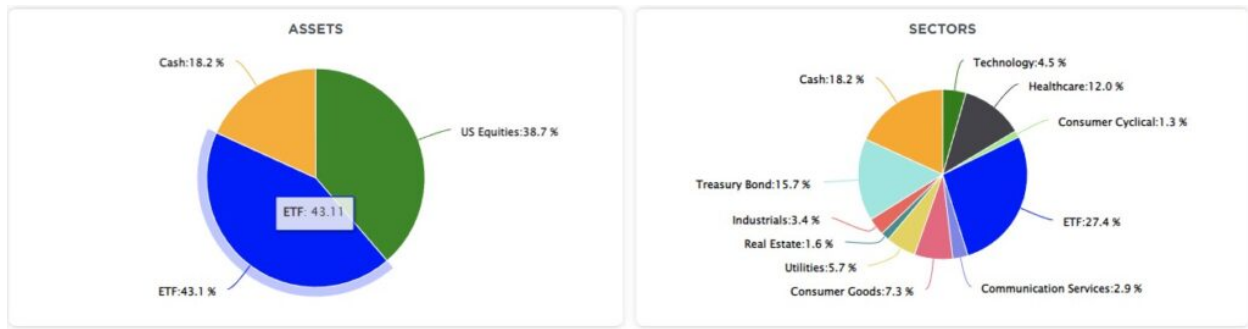 ASSETS
Cash:18.2 %
US Equities:38.7 %
ETF: 43.11
ETF:43.1 %
SECTORS
Technology:4.5 %
Cash:18.2 %
Healthcare:12.0 %
Consumer Cyclical:1.3 %
Treasury Bond:15.7 %
Industrials:3.4 %
ETF:27.4 %
Real Estate:1.6 %
Utilities:5.7 %
Consumer Goods:7.3 %
Communication Services:2.9 %